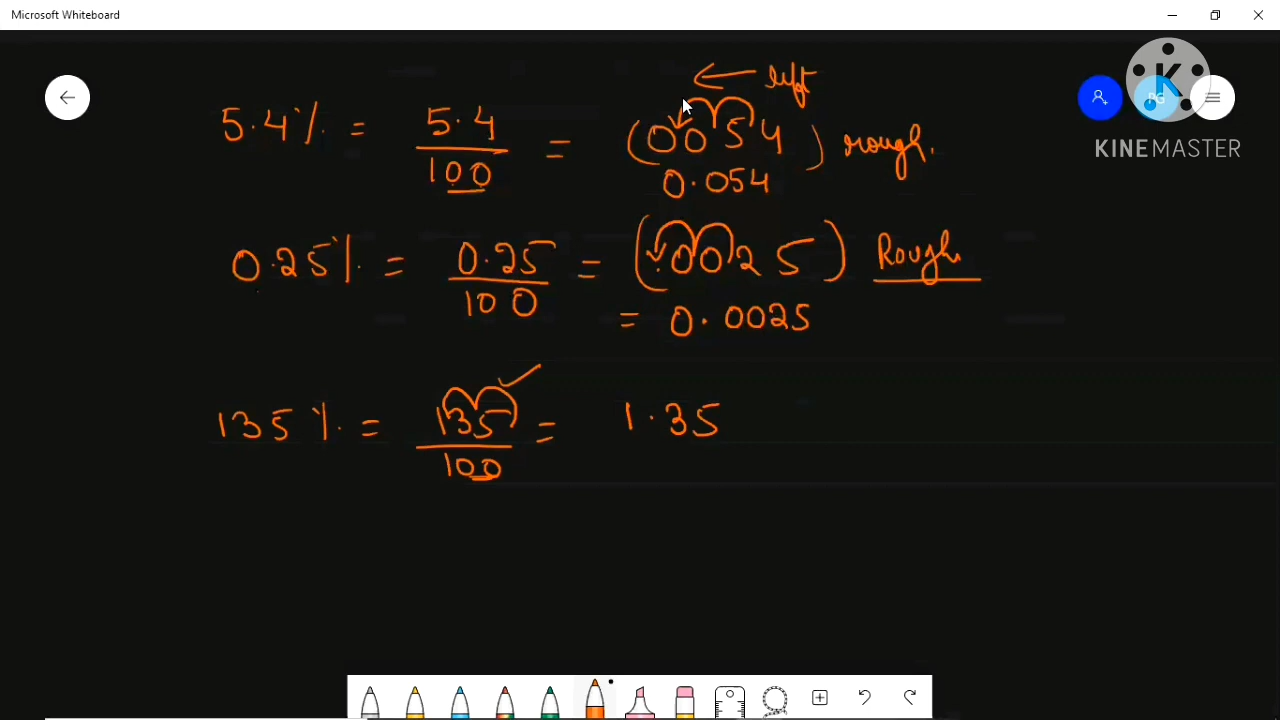 Microsoft Whiteboard
← left
5.4% = 5.4/100 = (0054) rough.
0.054
PG
KINEMASTER
0.25% = 0.25/100 = (.0025) Rough.
= 0.0025
135% = 135/100 = 1.35